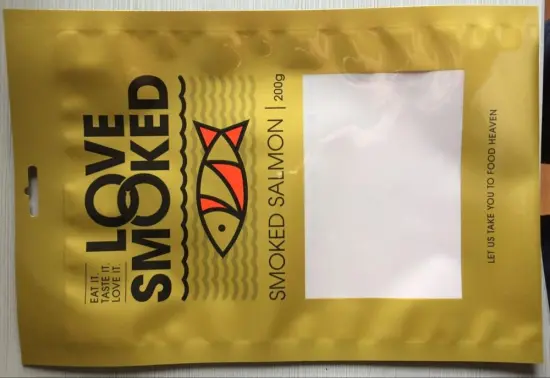 EAT IT.
TASTE IT.
LOVE IT.
LOVE
SMOKED
SMOKED SALMON | 200g
LET US TAKE YOU TO FOOD HEAVEN